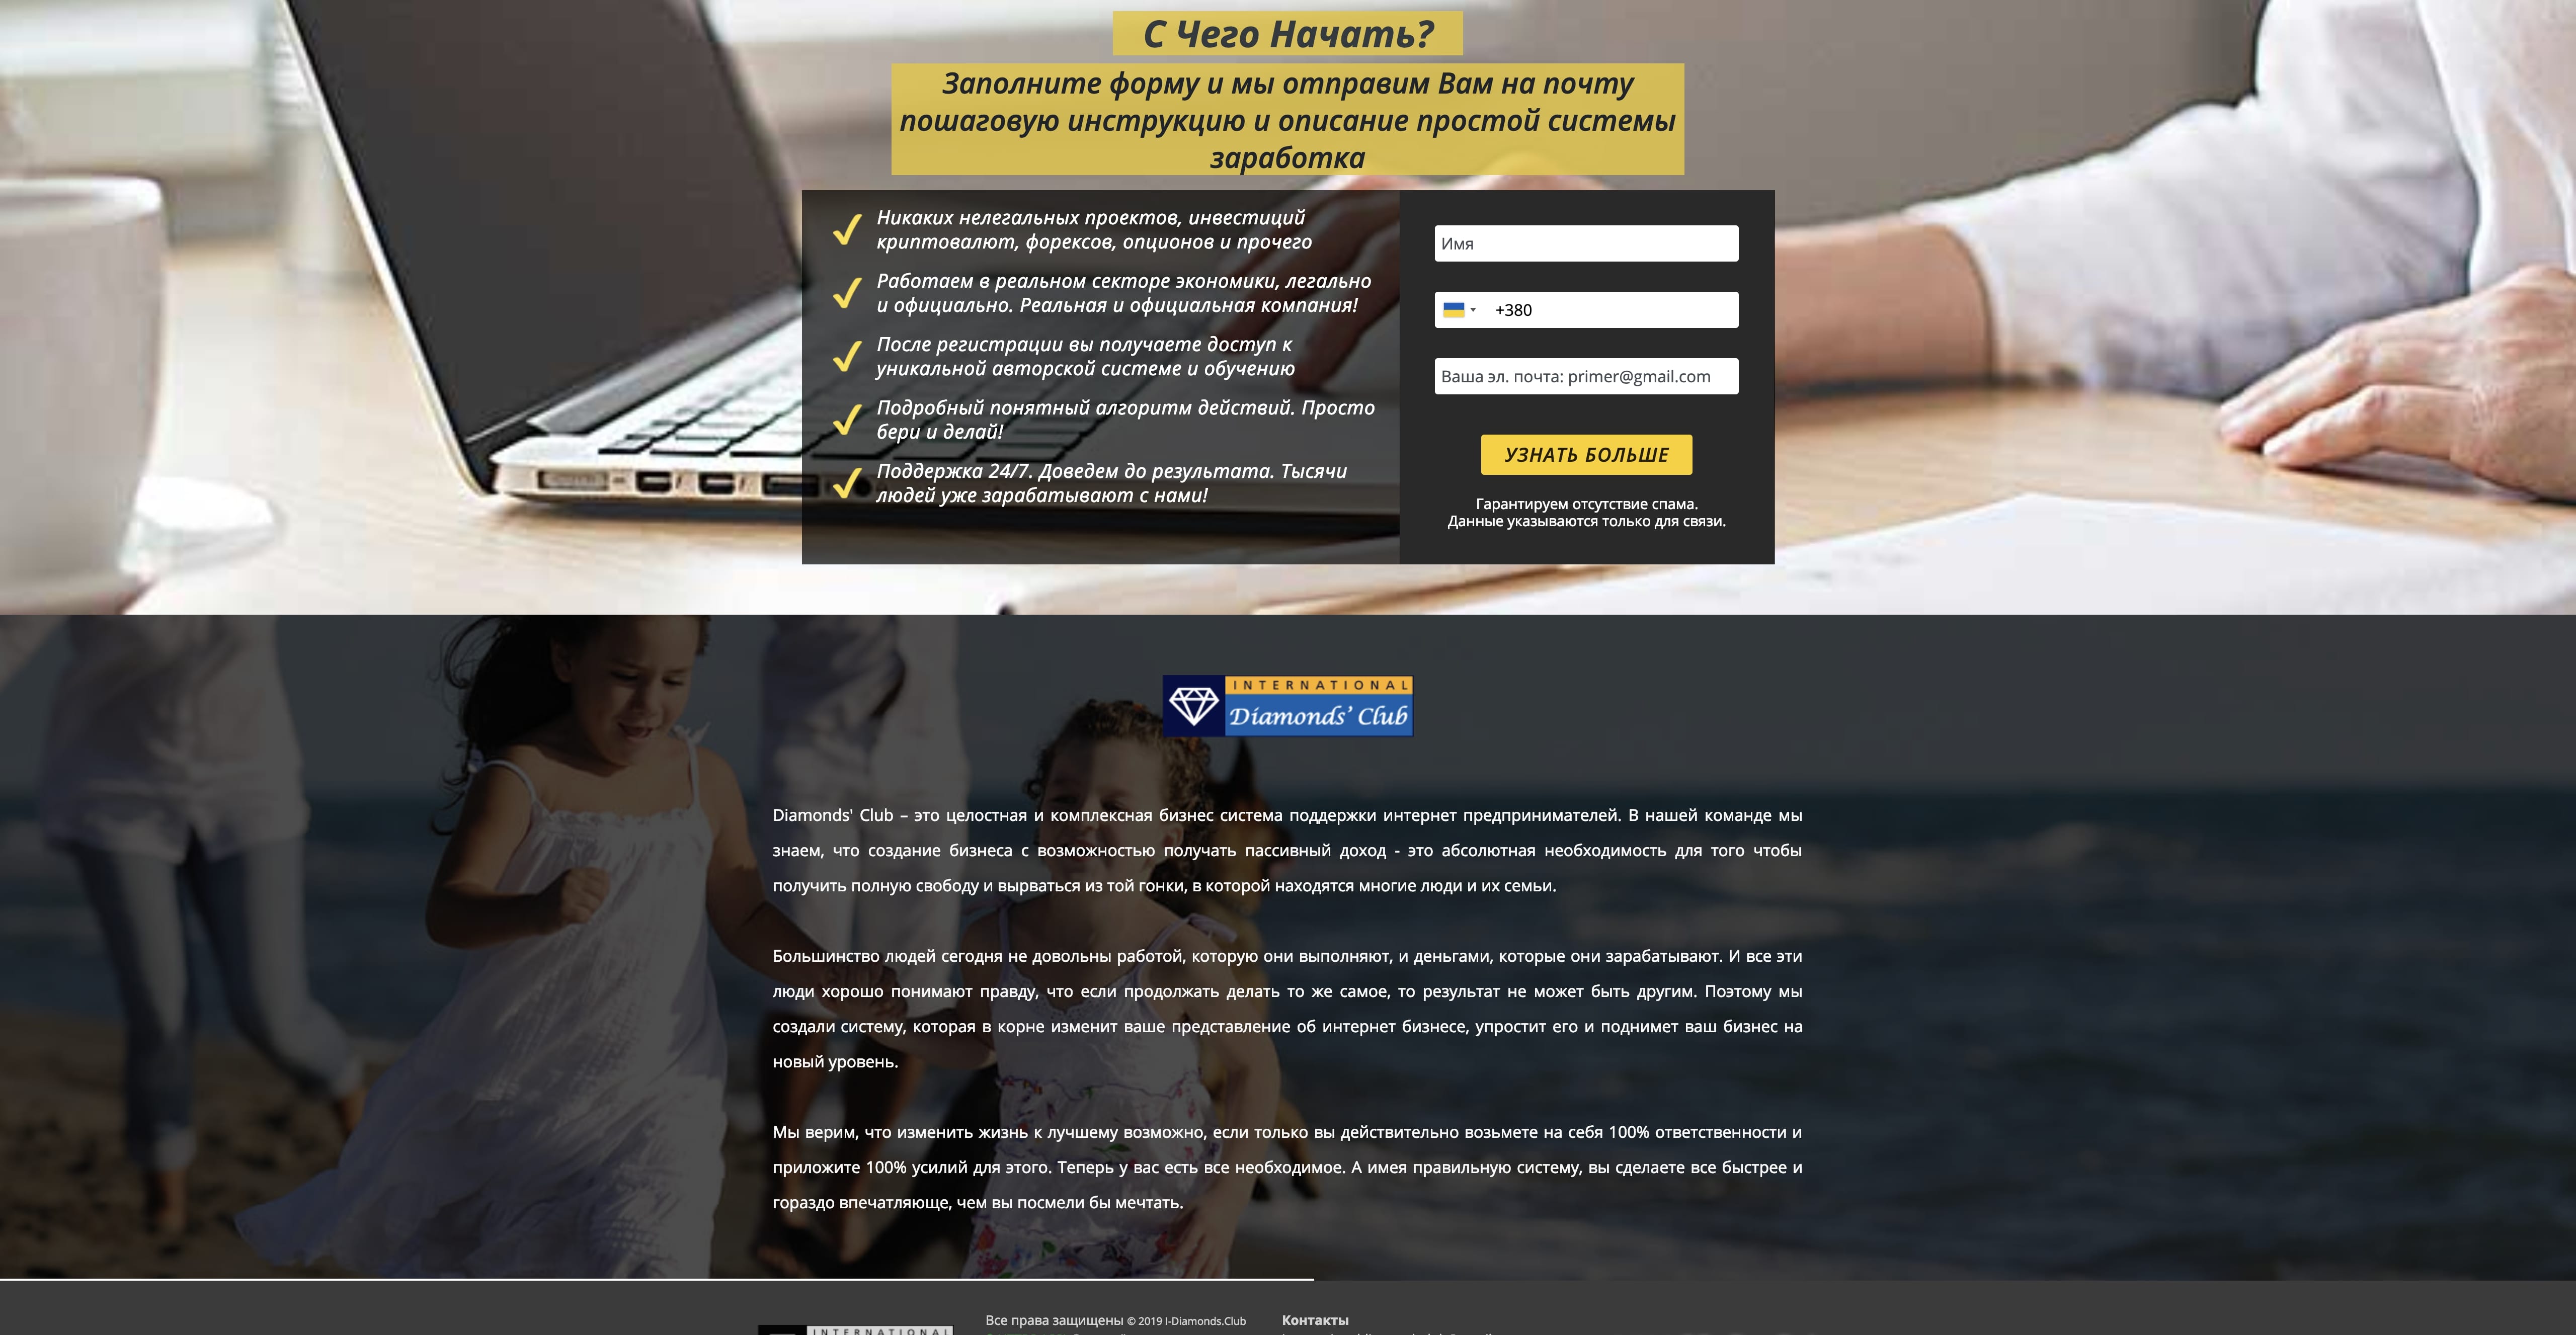 С Чего Начать?
Заполните форму и мы отправим Вам на почту
пошаговую инструкцию и описание простой системы
заработка
Никаких нелегальных проектов, инвестиций
криптовалют, форексов, опционов и прочего
Работаем в реальном секторе экономики, легально
и официально. Реальная и официальная компания!
После регистрации вы получаете доступ к
уникальной авторской системе и обучению
Подробный понятный алгоритм действий. Просто
бери и делай!
Поддержка 24/7. Доведем до результата. Тысячи
людей уже зарабатывают с нами!
Имя
+380
Ваша эл. почта: primer@gmail.com
УЗНАТЬ БОЛЬШЕ
Гарантируем отсутствие спама.
Данные указываются только для связи.
INTERNATIONAL
Diamonds’ Club
Diamonds' Club – это целостная и комплексная бизнес система поддержки интернет предпринимателей. В нашей команде мы
знаем, что создание бизнеса с возможностью получать пассивный доход - это абсолютная необходимость для того чтобы
получить полную свободу и вырваться из той гонки, в которой находятся многие люди и их семьи.
Большинство людей сегодня не довольны работой, которую они выполняют, и деньгами, которые они зарабатывают. И все эти
люди хорошо понимают правду, что если продолжать делать то же самое, то результат не может быть другим. Поэтому мы
создали систему, которая в корне изменит ваше представление об интернет бизнесе, упростит его и поднимет ваш бизнес на
новый уровень.
Мы верим, что изменить жизнь к лучшему возможно, если только вы действительно возьмете на себя 100% ответственности и
приложите 100% усилий для этого. Теперь у вас есть все необходимое. А имея правильную систему, вы сделаете все быстрее и
гораздо впечатляюще, чем вы посмели бы мечтать.
INTERNATIONAL
Все права защищены © 2019 I-Diamonds.Club
Контакты